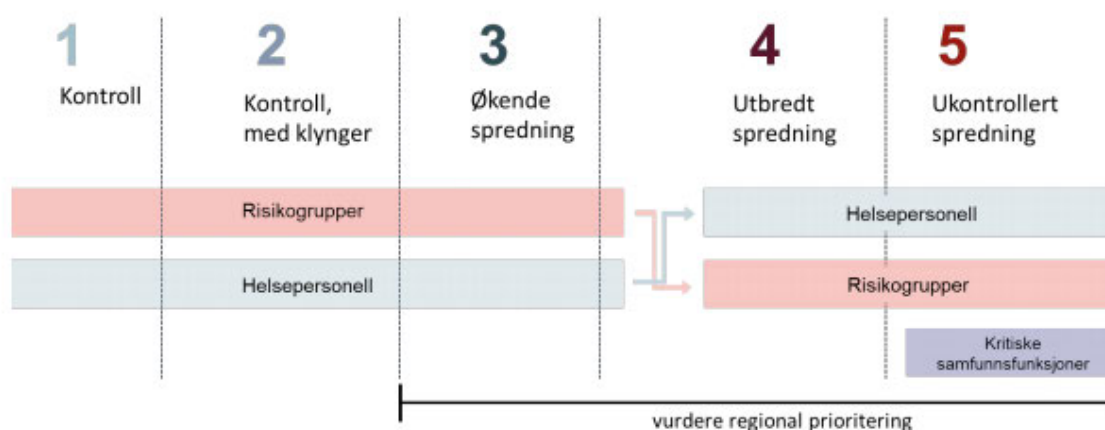 1
Kontroll
2
Kontroll,
med klynger
3
Økende
spredning
4
Utbredt
spredning
5
Ukontrollert
spredning
Risikogrupper
Helsepersonell
Helsepersonell
Risikogrupper
Kritiske
samfunnsfunksjoner
vurdere regional prioritering